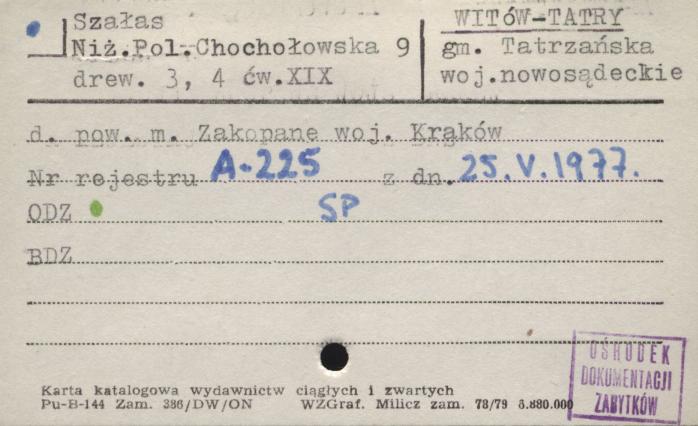 Szałas
Niż.Pol.Chochołowska 9
drew. 3, 4 ćw.XIX
WITÓW-TATRY
gm. Tatrzańska
woj.nowosądeckie
d. pow. m. Zakopane woj. Kraków
Nr rejestru A-225 z dn. 25.V.1977.
ODZ SP
BDZ
Karta katalogowa wydawnictw ciągłych i zwartych
Pu-B-144 Zam. 386/DW/ON WZGraf. Milicz zam. 78/79 5.880.000
OŚRODEK
DOKUMENTACJI
ZABYTKÓW